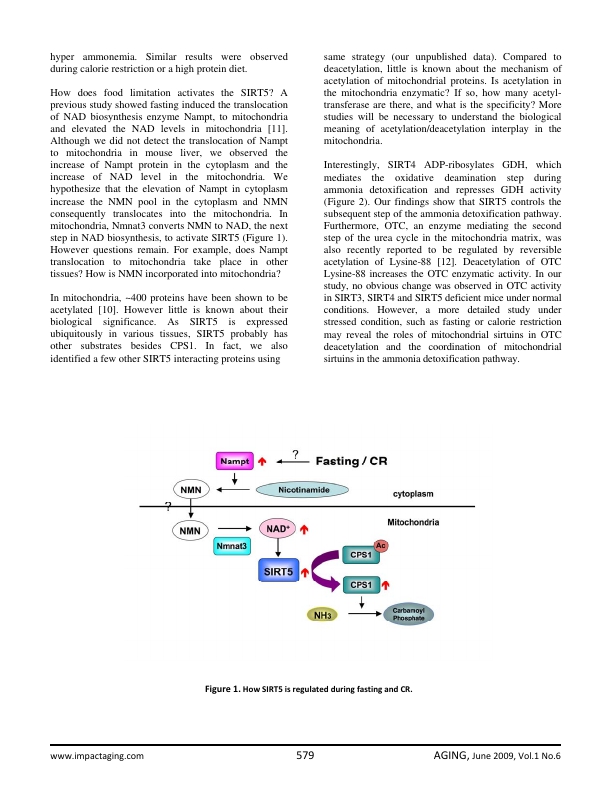 hyper ammonemia. Similar results were observed
during calorie restriction or a high protein diet.
How does food limitation activates the SIRT5? A
previous study showed fasting induced the translocation
of NAD biosynthesis enzyme Nampt, to mitochondria
and elevated the NAD levels in mitochondria [11].
Although we did not detect the translocation of Nampt
to mitochondria in mouse liver, we observed the
increase of Nampt protein in the cytoplasm and the
increase of NAD level in the mitochondria. We
hypothesize that the elevation of Nampt in cytoplasm
increase the NMN pool in the cytoplasm and NMN
consequently translocates into the mitochondria. In
mitochondria, Nmnat3 converts NMN to NAD, the next
step in NAD biosynthesis, to activate SIRT5 (Figure 1).
However questions remain. For example, does Nampt
translocation to mitochondria take place in other
tissues? How is NMN incorporated into mitochondria?
In mitochondria, ~400 proteins have been shown to be
acetylated [10]. However little is known about their
biological significance. As SIRT5 is expressed
ubiquitously in various tissues, SIRT5 probably has
other substrates besides CPS1. In fact, we also
identified a few other SIRT5 interacting proteins using
same strategy (our unpublished data). Compared to
deacetylation, little is known about the mechanism of
acetylation of mitochondrial proteins. Is acetylation in
the mitochondria enzymatic? If so, how many acetyl-
transferase are there, and what is the specificity? More
studies will be necessary to understand the biological
meaning of acetylation/deacetylation interplay in the
mitochondria.
Interestingly, SIRT4 ADP-ribosylates GDH, which
mediates the oxidative deamination step during
ammonia detoxification and represses GDH activity
(Figure 2). Our findings show that SIRT5 controls the
subsequent step of the ammonia detoxification pathway.
Furthermore, OTC, an enzyme mediating the second
step of the urea cycle in the mitochondria matrix, was
also recently reported to be regulated by reversible
acetylation of Lysine-88 [12]. Deacetylation of OTC
Lysine-88 increases the OTC enzymatic activity. In our
study, no obvious change was observed in OTC activity
in SIRT3, SIRT4 and SIRT5 deficient mice under normal
conditions. However, a more detailed study under
stressed condition, such as fasting or calorie restriction
may reveal the roles of mitochondrial sirtuins in OTC
deacetylation and the coordination of mitochondrial
sirtuins in the ammonia detoxification pathway.
Nampt
?
Fasting / CR
NMN
Nicotinamide
cytoplasm
?
Mitochondria
NMN
NAD⁺
Nmnat3
Ac
CPS1
SIRT5
CPS1
NH3
Carbanoyl
Phosphate
Figure 1. How SIRT5 is regulated during fasting and CR.
www.impactaging.com 579 AGING, June 2009, Vol.1 No.6